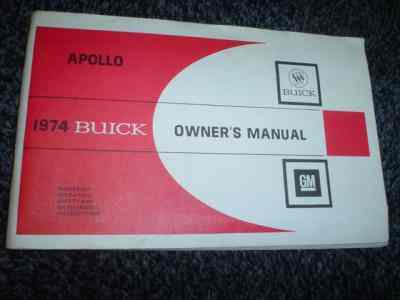 APOLLO
BUICK
1974 BUICK OWNER'S MANUAL
GM